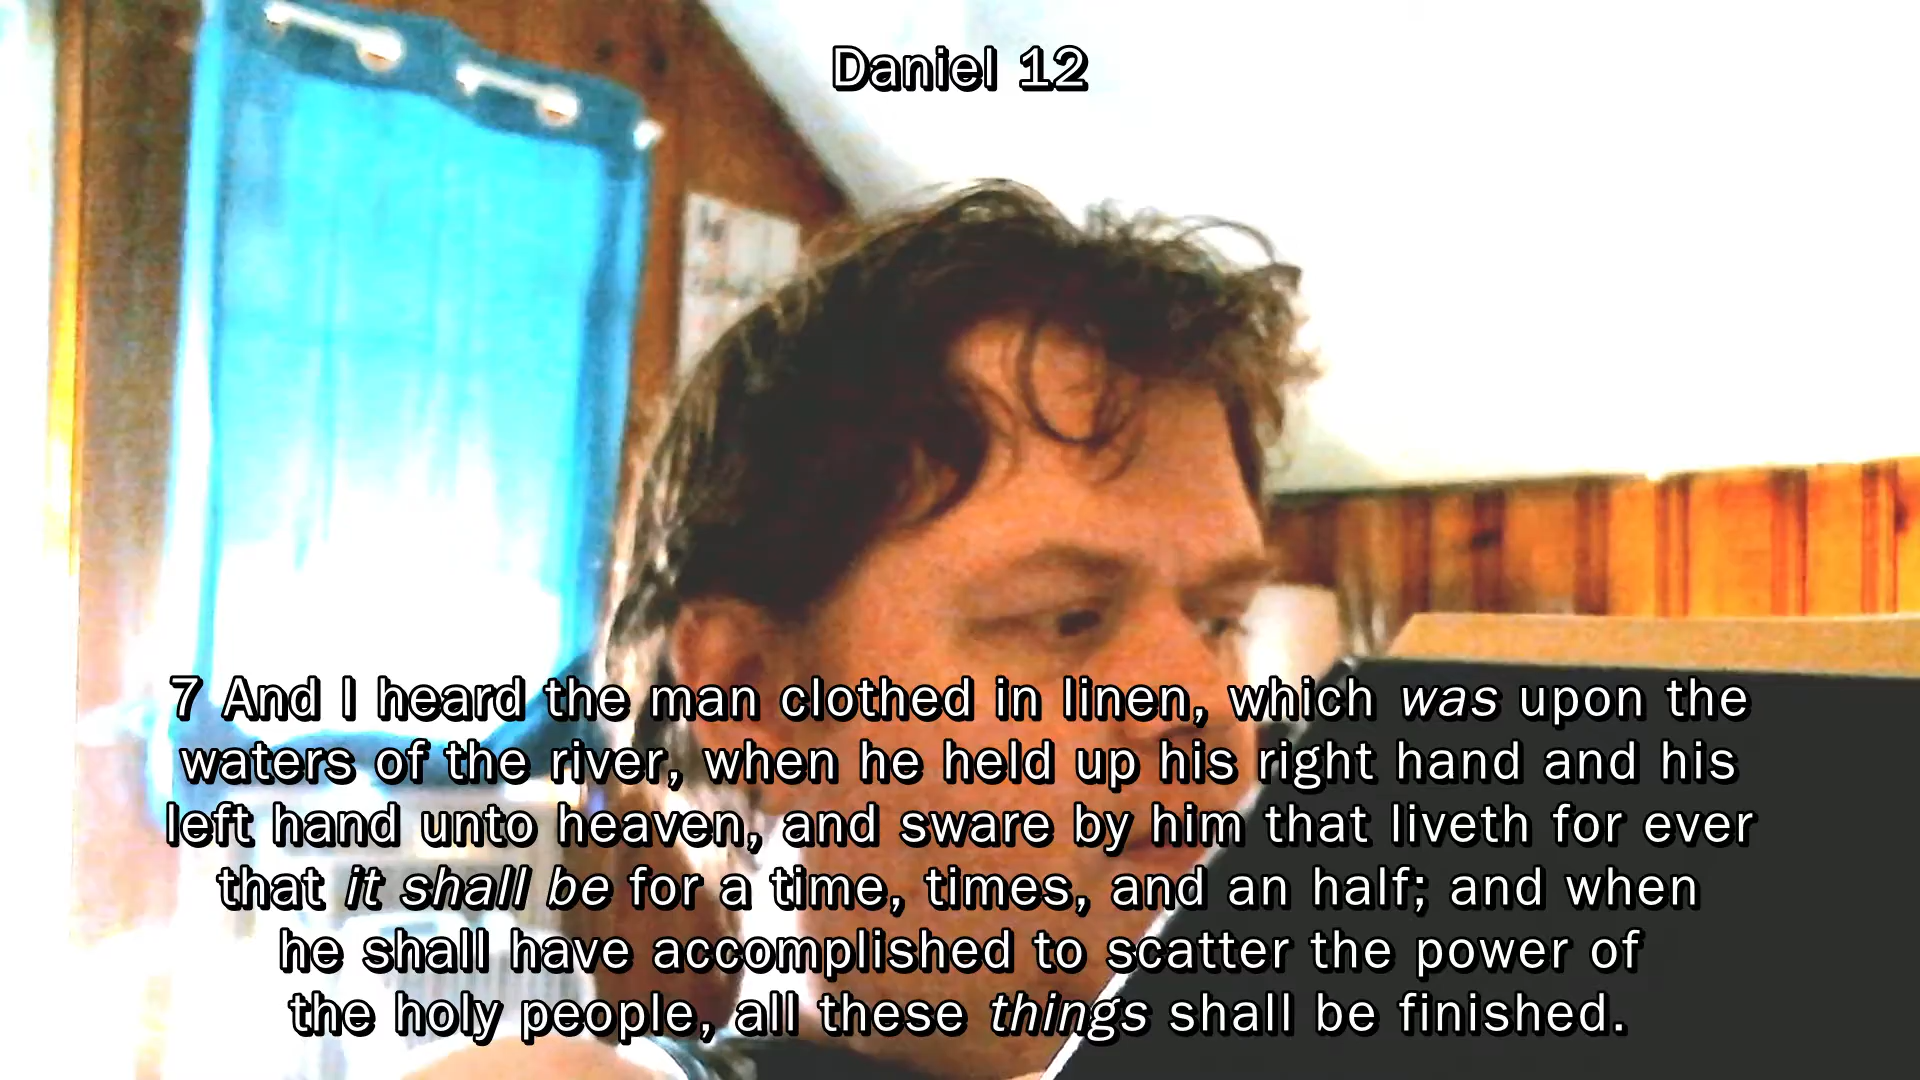 Daniel 12
7 And I heard the man clothed in linen, which was upon the
waters of the river, when he held up his right hand and his
left hand unto heaven, and sware by him that liveth for ever
that it shall be for a time, times, and an half; and when
he shall have accomplished to scatter the power of
the holy people, all these things shall be finished.